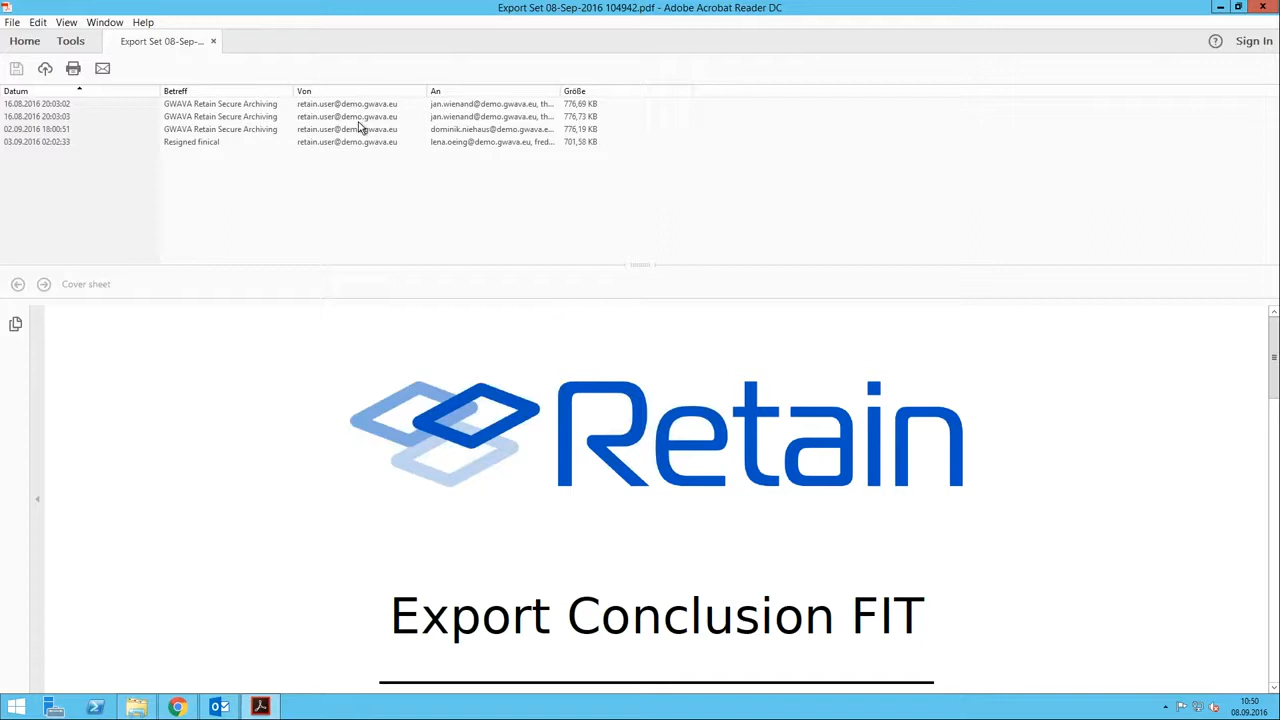 Export Set 08-Sep-2016 104942.pdf - Adobe Acrobat Reader DC
File Edit View Window Help
Home Tools Export Set 08-Sep-... × ? Sign In
Datum Betreff Von An Größe
16.08.2016 20:03:02 GWAVA Retain Secure Archiving retain.user@demo.gwava.eu jan.wienand@demo.gwava.eu, th... 776,69 KB
16.08.2016 20:03:03 GWAVA Retain Secure Archiving retain.user@demo.gwava.eu jan.wienand@demo.gwava.eu, th... 776,73 KB
02.09.2016 18:00:51 GWAVA Retain Secure Archiving retain.user@demo.gwava.eu dominik.niehaus@demo.gwava.e... 776,19 KB
03.09.2016 02:02:33 Resigned finical retain.user@demo.gwava.eu lena.oeing@demo.gwava.eu, fred... 701,58 KB
Cover sheet
Retain
Export Conclusion FIT
10:50
08.09.2016